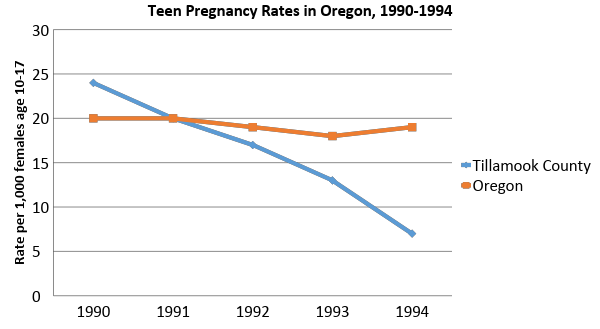 Teen Pregnancy Rates in Oregon, 1990-1994
Rate per 1,000 females age 10-17
30
25
20
15
10
5
0
1990 1991 1992 1993 1994
Tillamook County
Oregon